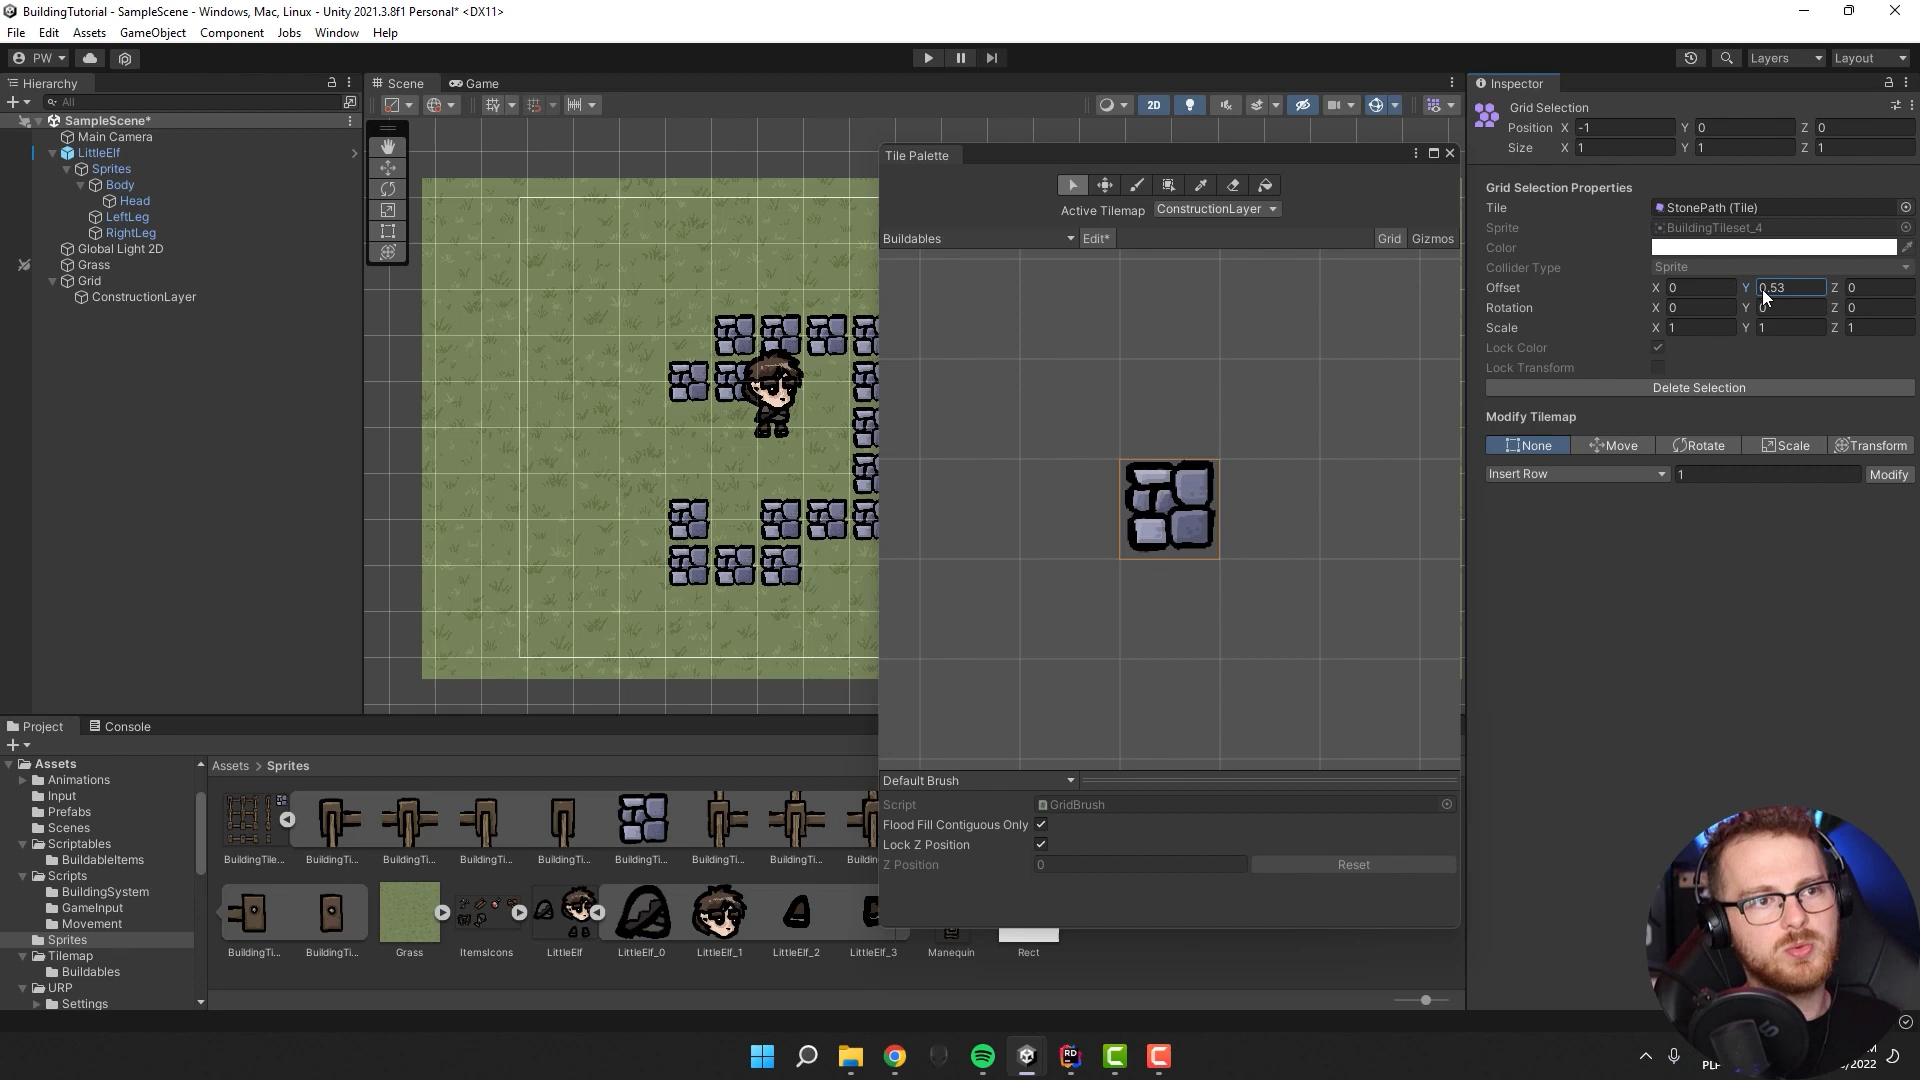 BuildingTutorial - SampleScene - Windows, Mac, Linux - Unity 2021.3.8f1 Personal* <DX11>
File Edit Assets GameObject Component Jobs Window Help
PW Layers Layout
Hierarchy
All
SampleScene*
Main Camera
LittleElf
Sprites
Body
Head
LeftLeg
RightLeg
Global Light 2D
Grass
Grid
ConstructionLayer
Scene Game
2D
Tile Palette
Active Tilemap ConstructionLayer
Buildables Edit* Grid Gizmos
Default Brush
Script GridBrush
Flood Fill Contiguous Only
Lock Z Position
Z Position 0 Reset
Inspector
Grid Selection
Position X -1 Y 0 Z 0
Size X 1 Y 1 Z 1
Grid Selection Properties
Tile StonePath (Tile)
Sprite BuildingTileset_4
Color
Collider Type Sprite
Offset X 0 Y 0.53 Z 0
Rotation X 0 Y 0 Z 0
Scale X 1 Y 1 Z 1
Lock Color
Lock Transform
Delete Selection
Modify Tilemap
None Move Rotate Scale Transform
Insert Row 1 Modify
Project Console
Assets
Animations
Input
Prefabs
Scenes
Scriptables
BuildableItems
Scripts
BuildingSystem
GameInput
Movement
Sprites
Tilemap
Buildables
URP
Settings
Assets > Sprites
BuildingTile... BuildingTi... BuildingTi... BuildingTi... BuildingTi... BuildingTi... BuildingTi... BuildingTi... Buildin
BuildingTi... BuildingTi... Grass ItemsIcons LittleElf LittleElf_0 LittleElf_1 LittleElf_2 LittleElf_3 Manequin Rect
RD